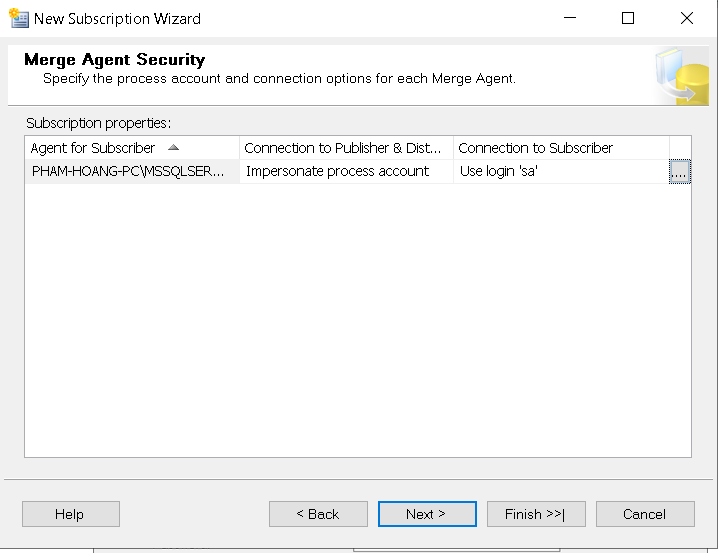 New Subscription Wizard
Merge Agent Security
Specify the process account and connection options for each Merge Agent.
Subscription properties:
Agent for Subscriber Connection to Publisher & Dist... Connection to Subscriber
PHAM-HOANG-PC\MSSQLSER... Impersonate process account Use login 'sa' ....
Help < Back Next > Finish >>| Cancel